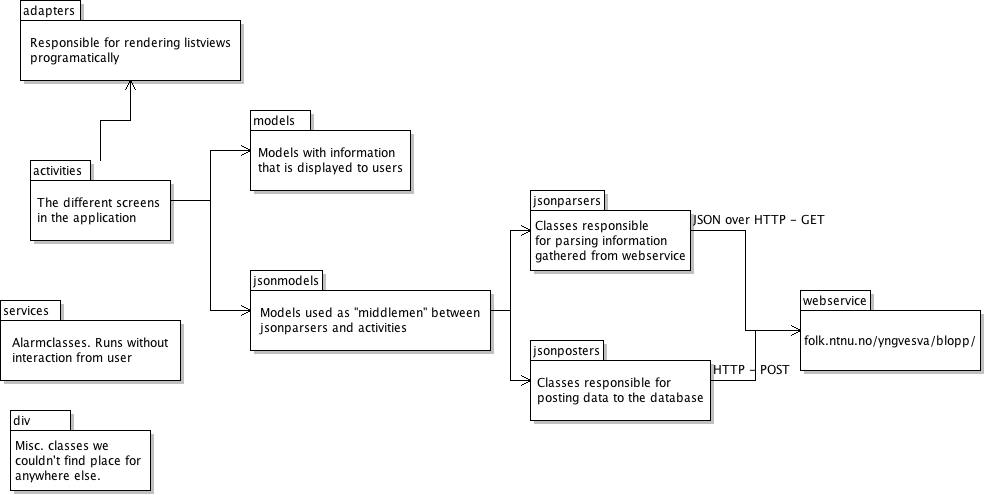 adapters
Responsible for rendering listviews
programatically
activities
The different screens
in the application
models
Models with information
that is displayed to users
jsonmodels
Models used as "middlemen" between
jsonparsers and activities
jsonparsers
Classes responsible
for parsing information
gathered from webservice
JSON over HTTP - GET
jsonposters
Classes responsible for
posting data to the database
HTTP - POST
webservice
folk.ntnu.no/yngvesva/blopp/
services
Alarmclasses. Runs without
interaction from user
div
Misc. classes we
couldn't find place for
anywhere else.